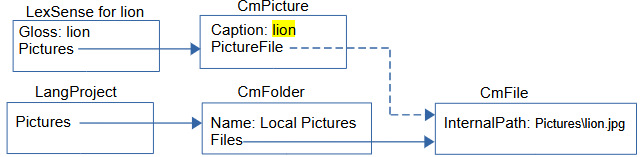 LexSense for lion
CmPicture
Gloss: lion
Pictures
Caption: lion
PictureFile
LangProject
CmFolder
CmFile
Pictures
Name: Local Pictures
Files
InternalPath: Pictures\lion.jpg